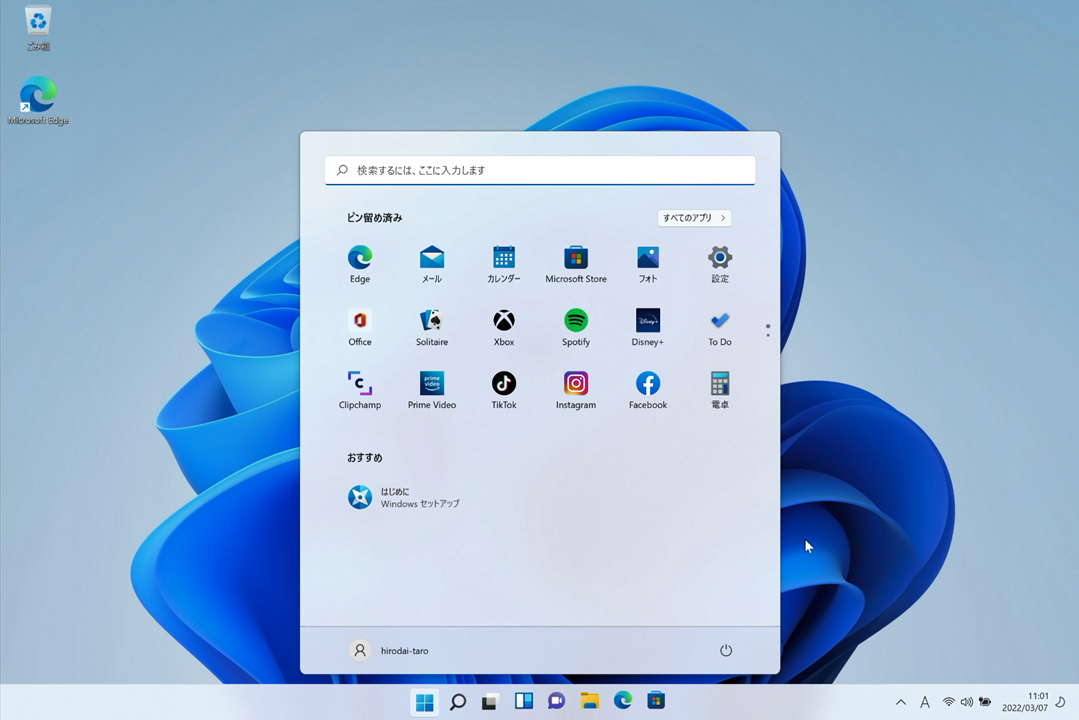 ごみ箱
Microsoft Edge
検索するには、ここに入力します
ピン留め済み
すべてのアプリ
Edge
メール
カレンダー
Microsoft Store
フォト
設定
Office
Solitaire
Xbox
Spotify
Disney+
Disney+
To Do
Clipchamp
prime video
Prime Video
TikTok
Instagram
Facebook
電卓
おすすめ
はじめに
Windows セットアップ
hirodai-taro
A
11:01
2022/03/07